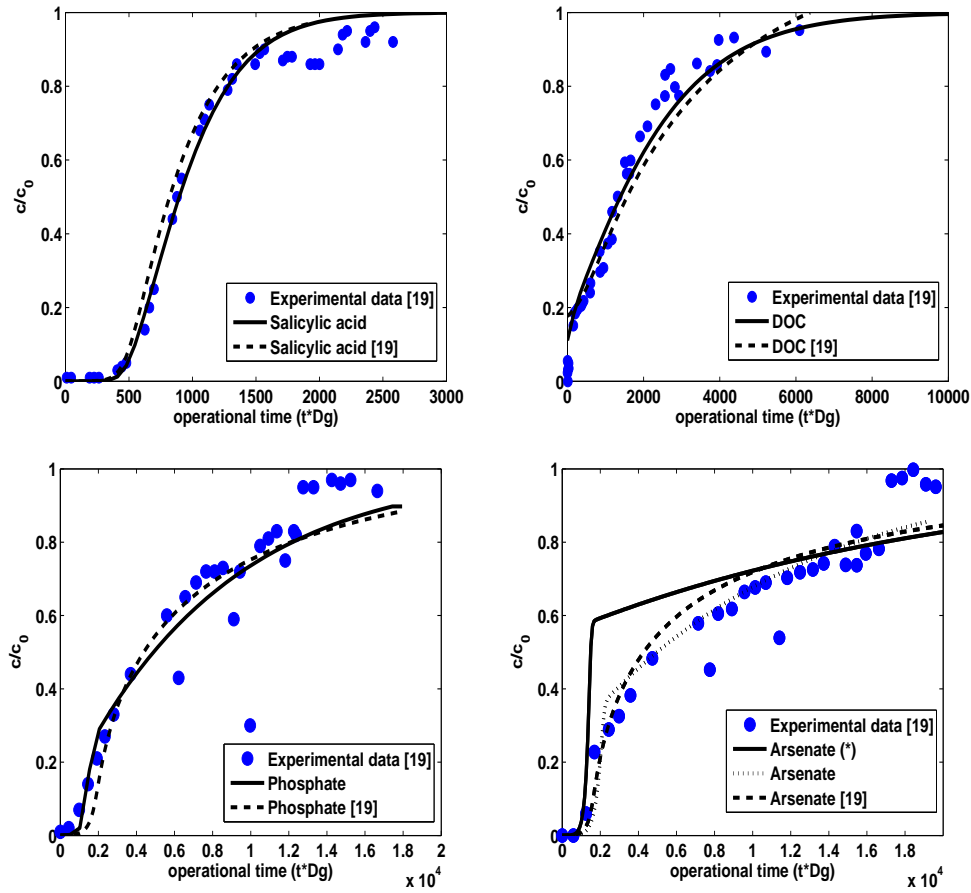 1
0.8
0.6
0.4
0.2
0
c/c0
Experimental data [19]
Salicylic acid
Salicylic acid [19]
0 500 1000 1500 2000 2500 3000
operational time (t*Dg)
1
0.8
0.6
0.4
0.2
0
c/c0
Experimental data [19]
DOC
DOC [19]
0 2000 4000 6000 8000 10000
operational time (t*Dg)
1
0.8
0.6
0.4
0.2
0
c/c0
Experimental data [19]
Phosphate
Phosphate [19]
0 0.2 0.4 0.6 0.8 1 1.2 1.4 1.6 1.8 2
operational time (t*Dg)
x 10^4
1
0.8
0.6
0.4
0.2
0
c/c0
Experimental data [19]
Arsenate (*)
Arsenate
Arsenate [19]
0 0.2 0.4 0.6 0.8 1 1.2 1.4 1.6 1.8
operational time (t*Dg)
x 10^4